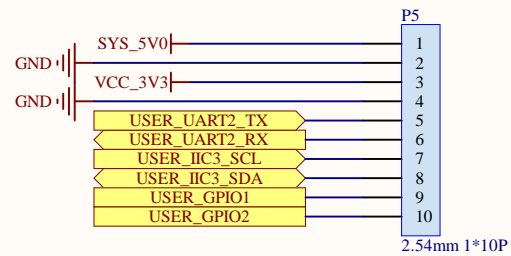 P5
SYS_5V0 1
GND 2
VCC_3V3 3
GND 4
USER_UART2_TX 5
USER_UART2_RX 6
USER_IIC3_SCL 7
USER_IIC3_SDA 8
USER_GPIO1 9
USER_GPIO2 10
2.54mm 1*10P